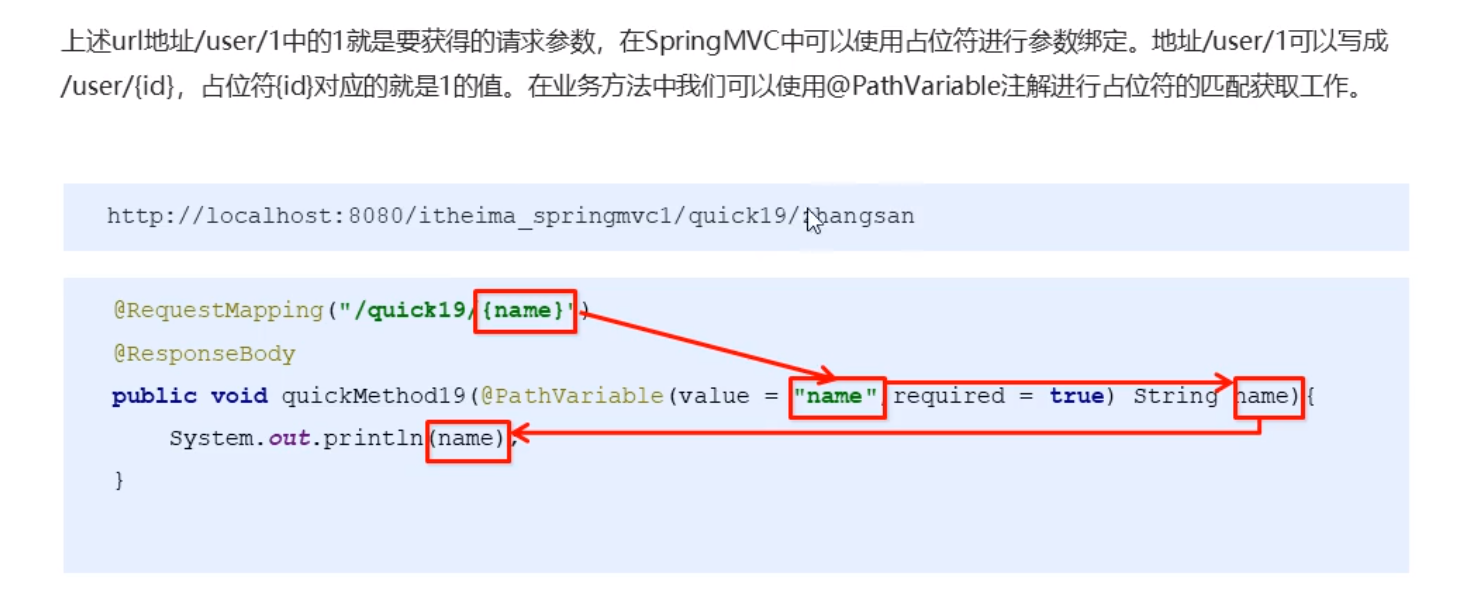 上述url地址/user/1中的1就是要获得的请求参数，在SpringMVC中可以使用占位符进行参数绑定。地址/user/1可以写成
/user/{id}，占位符{id}对应的就是1的值。在业务方法中我们可以使用@PathVariable注解进行占位符的匹配获取工作。
http://localhost:8080/itheima_springmvc1/quick19/zhangsan
@RequestMapping("/quick19/{name}")
@ResponseBody
public void quickMethod19(@PathVariable(value = "name",required = true) String name){
System.out.println(name);
}